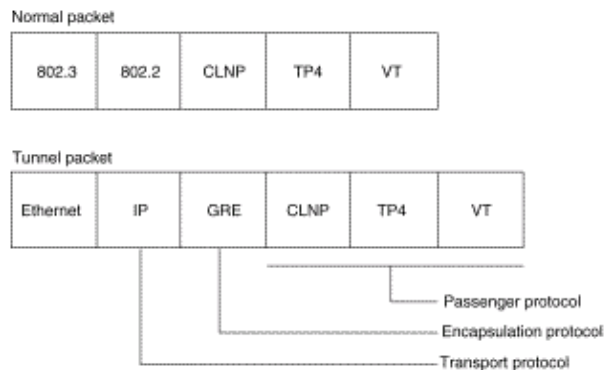 Normal packet
802.3 802.2 CLNP TP4 VT
Tunnel packet
Ethernet IP GRE CLNP TP4 VT
Passenger protocol
Encapsulation protocol
Transport protocol